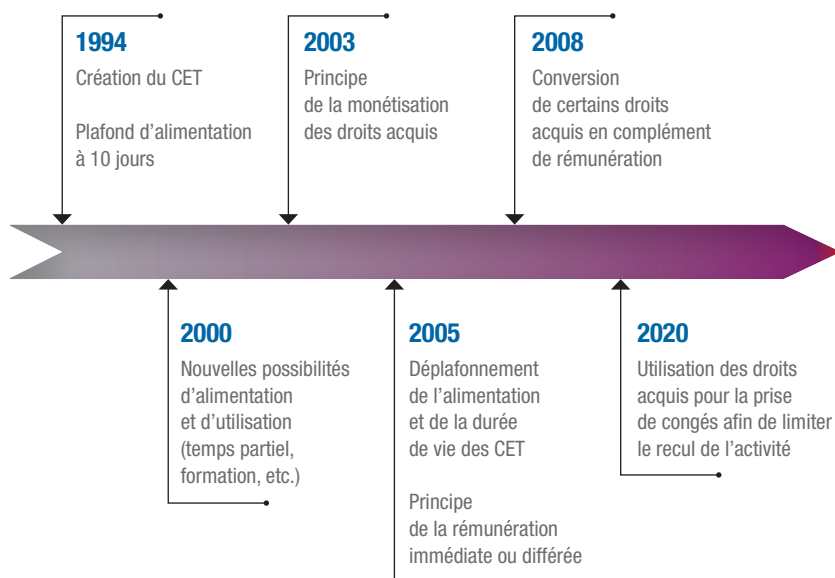 1994
Création du CET
Plafond d’alimentation
à 10 jours
2000
Nouvelles possibilités
d’alimentation
et d’utilisation
(temps partiel,
formation, etc.)
2003
Principe
de la monétisation
des droits acquis
2005
Déplafonnement
de l’alimentation
et de la durée
de vie des CET
Principe
de la rémunération
immédiate ou différée
2008
Conversion
de certains droits
acquis en complément
de rémunération
2020
Utilisation des droits
acquis pour la prise
de congés afin de limiter
le recul de l’activité